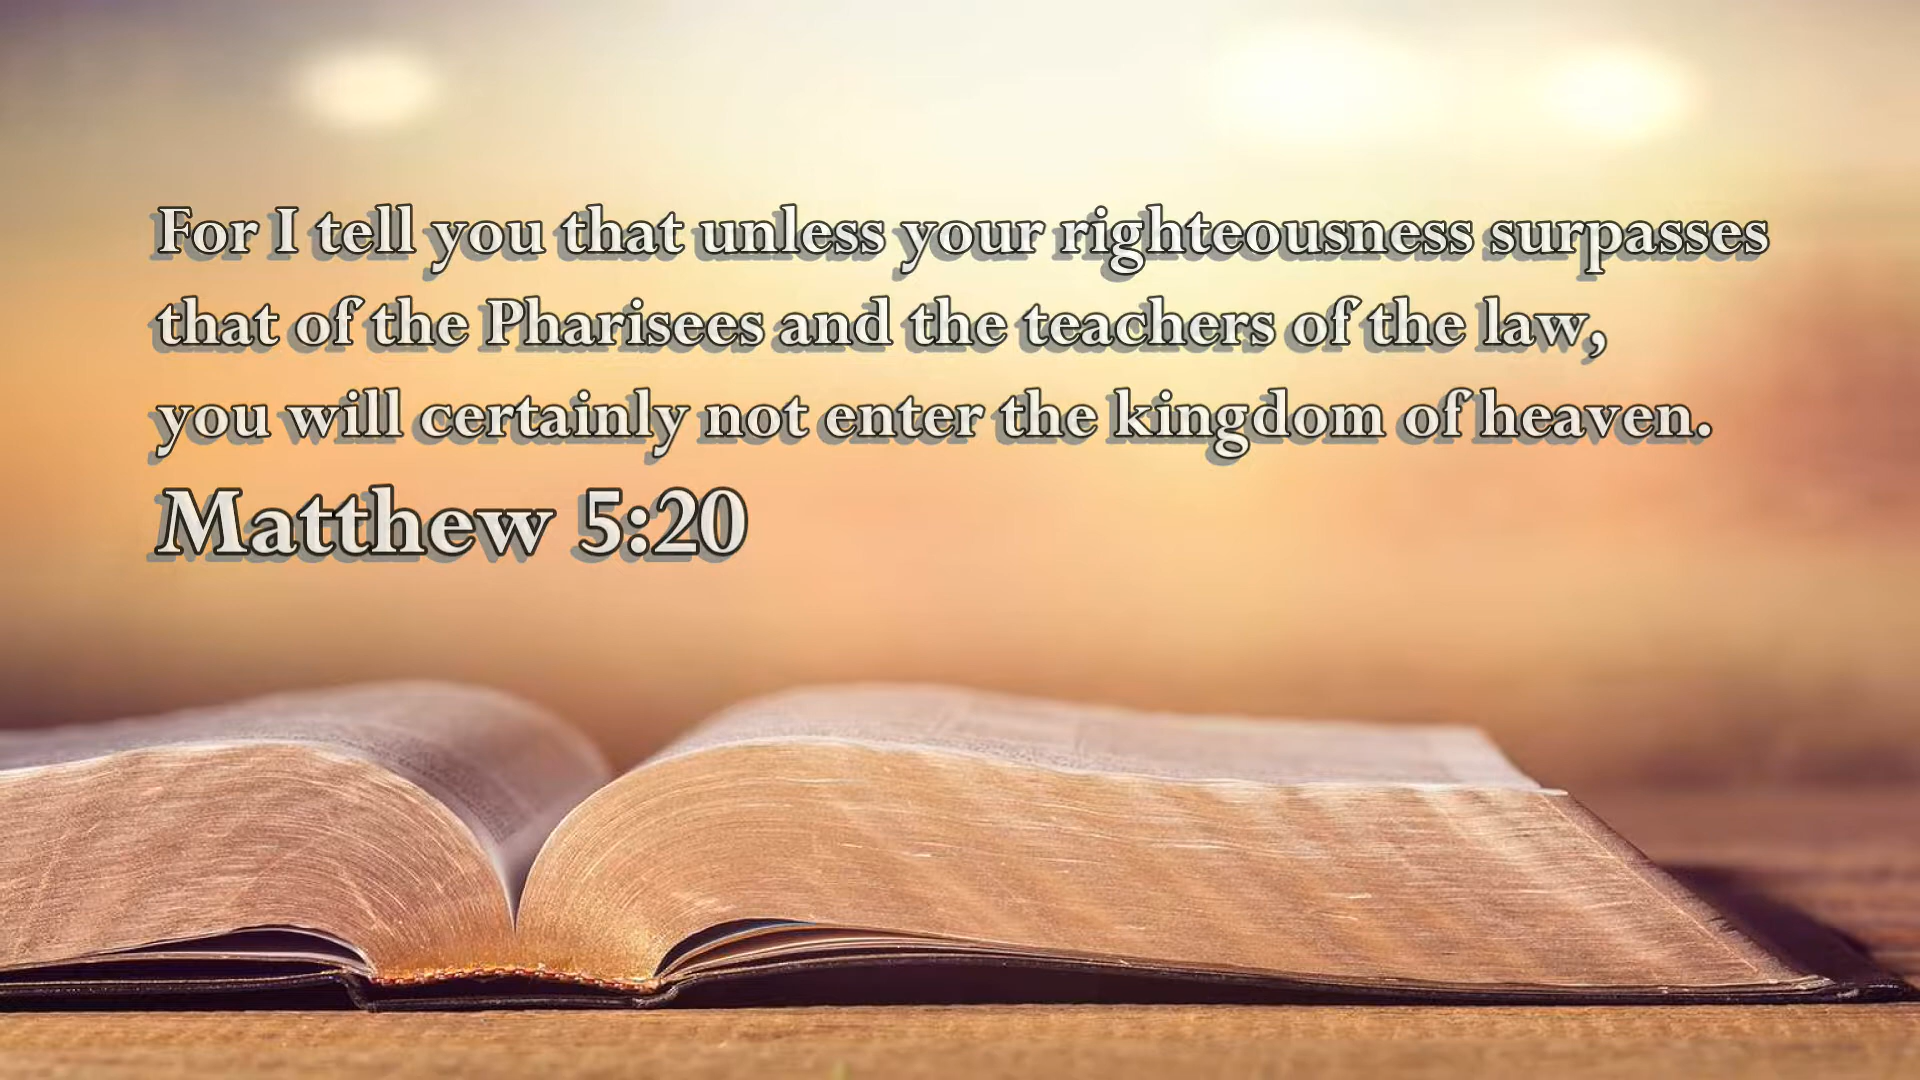 For I tell you that unless your righteousness surpasses
that of the Pharisees and the teachers of the law,
you will certainly not enter the kingdom of heaven.
Matthew 5:20